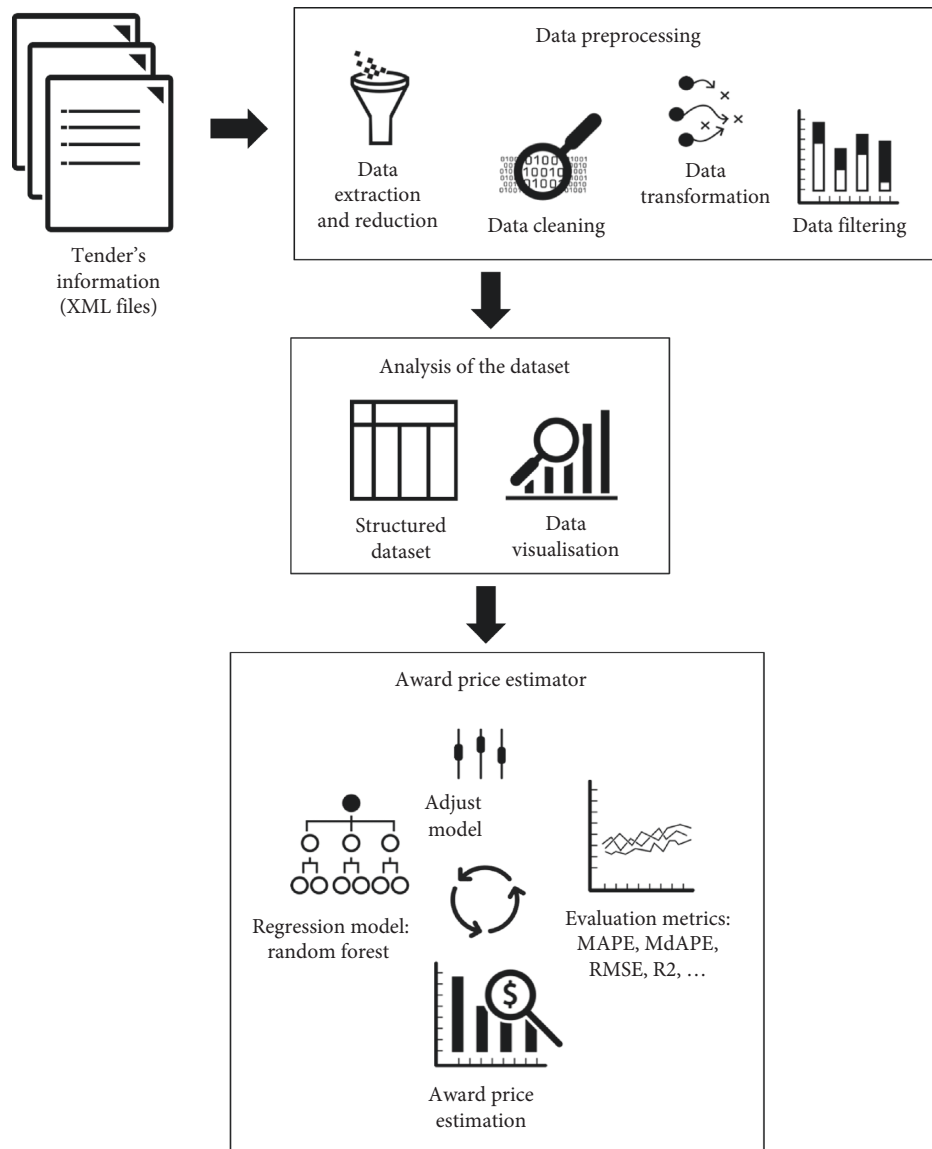 Tender's
information
(XML files)
Data preprocessing
Data
extraction
and reduction
Data cleaning
Data
transformation
Data filtering
Analysis of the dataset
Structured
dataset
Data
visualisation
Award price estimator
Adjust
model
Regression model:
random forest
Evaluation metrics:
MAPE, MdAPE,
RMSE, R2, …
$
Award price
estimation